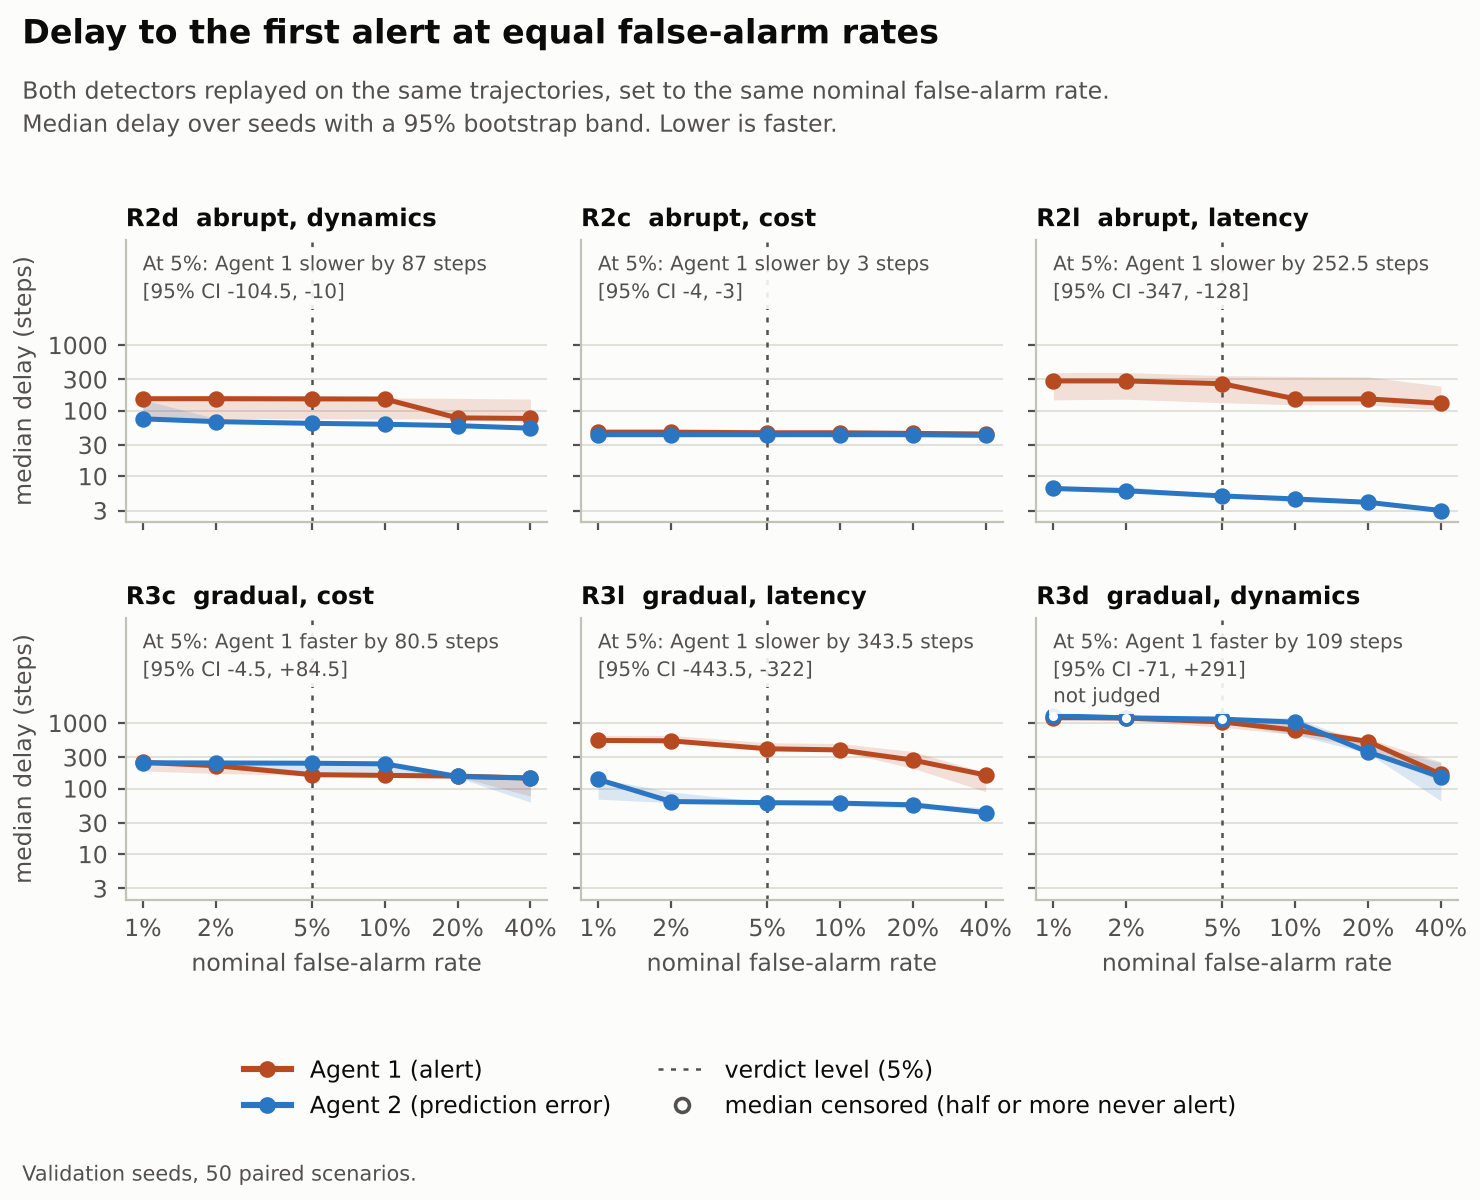 Delay to the first alert at equal false-alarm rates
Both detectors replayed on the same trajectories, set to the same nominal false-alarm rate.
Median delay over seeds with a 95% bootstrap band. Lower is faster.
R2d  abrupt, dynamics
At 5%: Agent 1 slower by 87 steps
[95% CI -104.5, -10]
median delay (steps)
1000
300
100
30
10
3
R2c  abrupt, cost
At 5%: Agent 1 slower by 3 steps
[95% CI -4, -3]
R2l  abrupt, latency
At 5%: Agent 1 slower by 252.5 steps
[95% CI -347, -128]
R3c  gradual, cost
At 5%: Agent 1 faster by 80.5 steps
[95% CI -4.5, +84.5]
median delay (steps)
1000
300
100
30
10
3
1% 2% 5% 10% 20% 40%
nominal false-alarm rate
R3l  gradual, latency
At 5%: Agent 1 slower by 343.5 steps
[95% CI -443.5, -322]
1% 2% 5% 10% 20% 40%
nominal false-alarm rate
R3d  gradual, dynamics
At 5%: Agent 1 faster by 109 steps
[95% CI -71, +291]
not judged
1% 2% 5% 10% 20% 40%
nominal false-alarm rate
Agent 1 (alert)
Agent 2 (prediction error)
verdict level (5%)
median censored (half or more never alert)
Validation seeds, 50 paired scenarios.